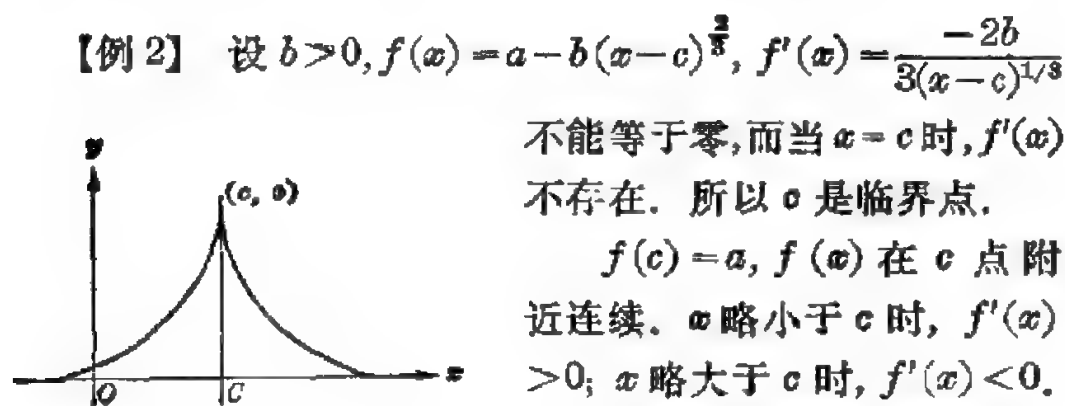 【例 2】 设 b>0, f(x)=a-b(x-c)^{2/3}, f'(x)=\frac{-2b}{3(x-c)^{1/3}}
不能等于零,而当 x=c 时, f'(x)
不存在. 所以 c 是临界点.
f(c)=a, f(x) 在 c 点附
近连续. x 略小于 c 时, f'(x)
>0; x 略大于 c 时, f'(x)<0.
y
x
O
C